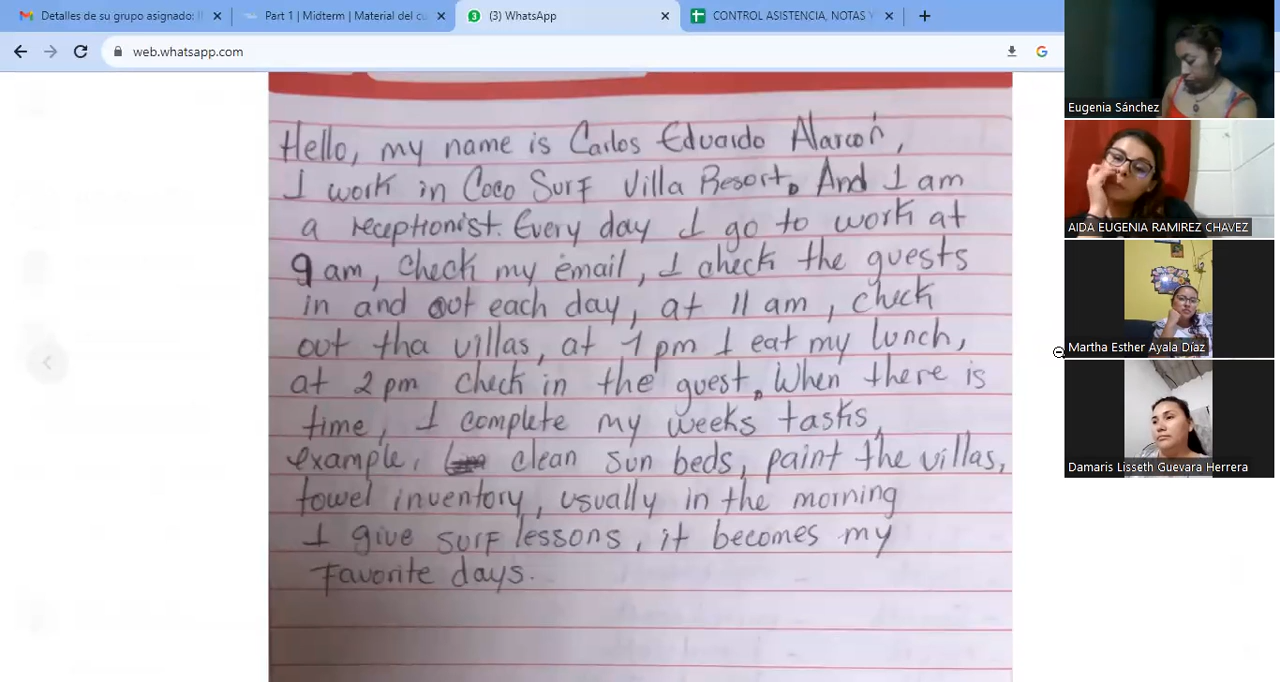 Detalles de su grupo asignado:
Part 1 | Midterm | Material del cu
3
(3) WhatsApp
CONTROL ASISTENCIA, NOTAS Y
web.whatsapp.com
Hello, my name is Carlos Eduardo Alarcón,
I work in Coco Surf Villa Resort. And I am
a receptionist. Every day I go to work at
9 am, check my email, I check the guests
in and out each day, at 11 am, check
out tha villas, at 1 pm I eat my lunch,
at 2 pm check in the guest. When there is
time, I complete my weeks tasks,
example, clean sun beds, paint the villas,
towel inventory, usually in the morning
I give surf lessons, it becomes my
favorite days.
Eugenia Sánchez
AIDA EUGENIA RAMIREZ CHAVEZ
Martha Esther Ayala Díaz
Damaris Lisseth Guevara Herrera